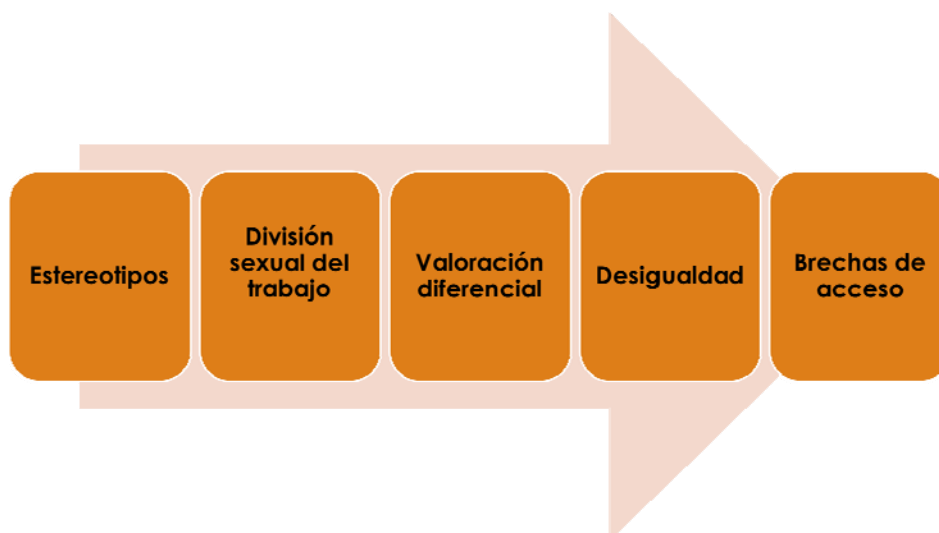 Estereotipos
División
sexual del
trabajo
Valoración
diferencial
Desigualdad
Brechas de
acceso